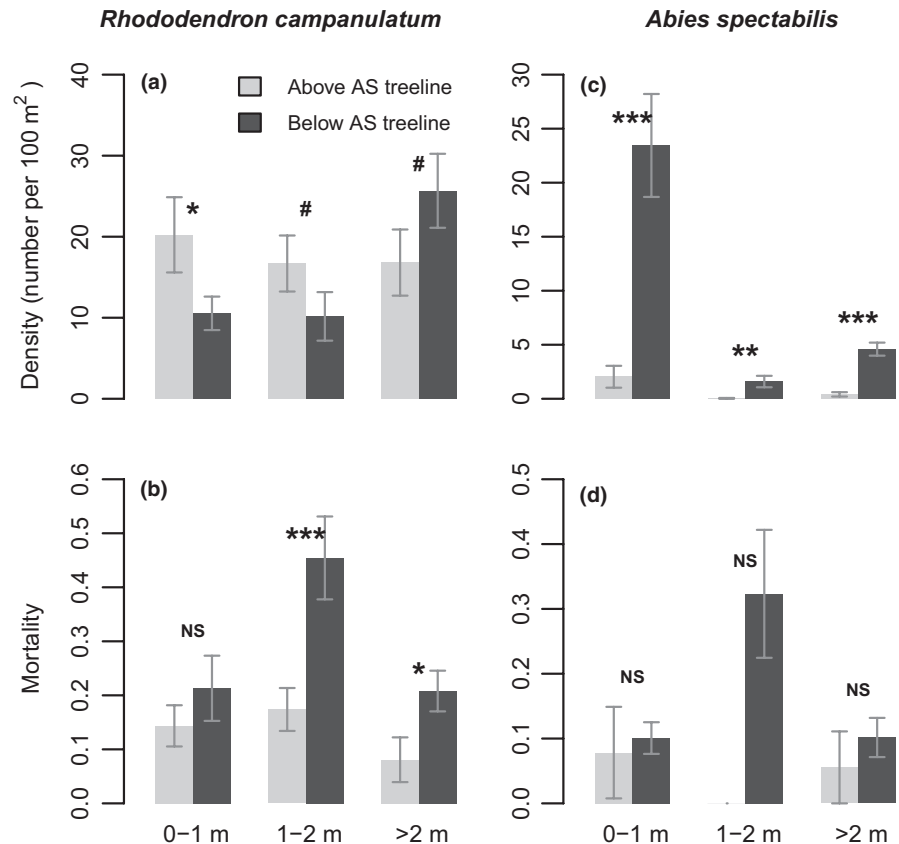 Rhododendron campanulatum
Abies spectabilis
Density (number per 100 m²)
0 10 20 30 40
(a)
Above AS treeline
Below AS treeline
*
#
#
0 5 10 15 20 25 30
(c)
***
**
***
Mortality
0.0 0.1 0.2 0.3 0.4 0.5 0.6
(b)
NS
***
*
0−1 m 1−2 m >2 m
0.0 0.1 0.2 0.3 0.4 0.5
(d)
NS
NS
NS
0−1 m 1−2 m >2 m